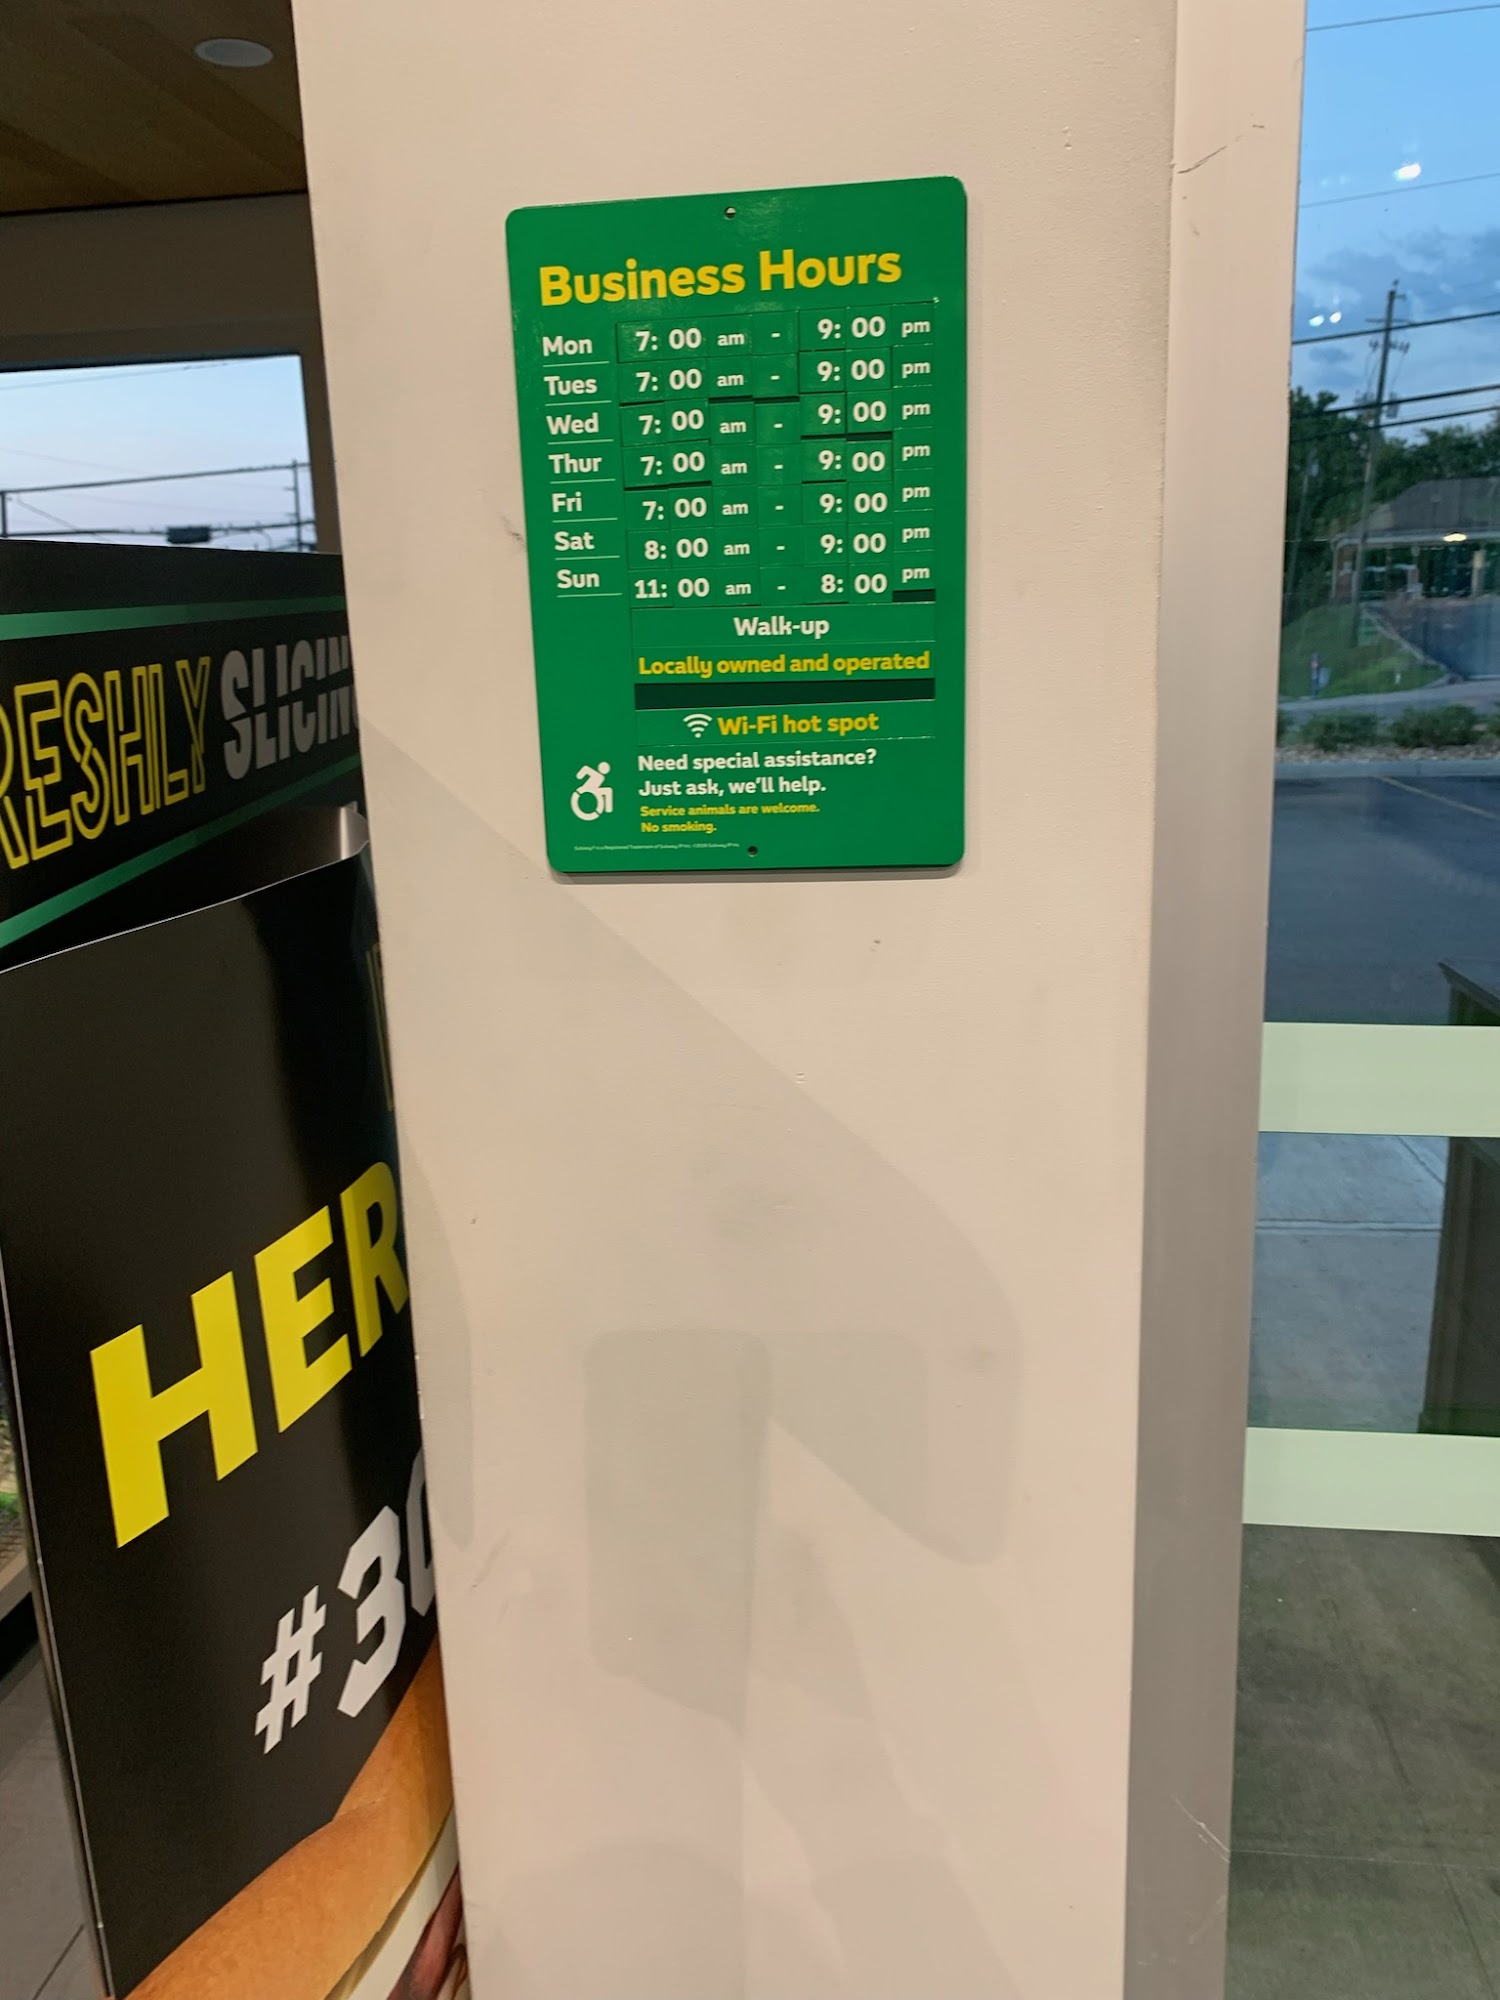 Business Hours
Mon 7: 00 am - 9: 00 pm
Tues 7: 00 am - 9: 00 pm
Wed 7: 00 am - 9: 00 pm
Thur 7: 00 am - 9: 00 pm
Fri 7: 00 am - 9: 00 pm
Sat 8: 00 am - 9: 00 pm
Sun 11: 00 am - 8: 00 pm
Walk-up
Locally owned and operated
Wi-Fi hot spot
Need special assistance?
Just ask, we'll help.
Service animals are welcome.
No smoking.
RESHLY SLICIN
HER
#30